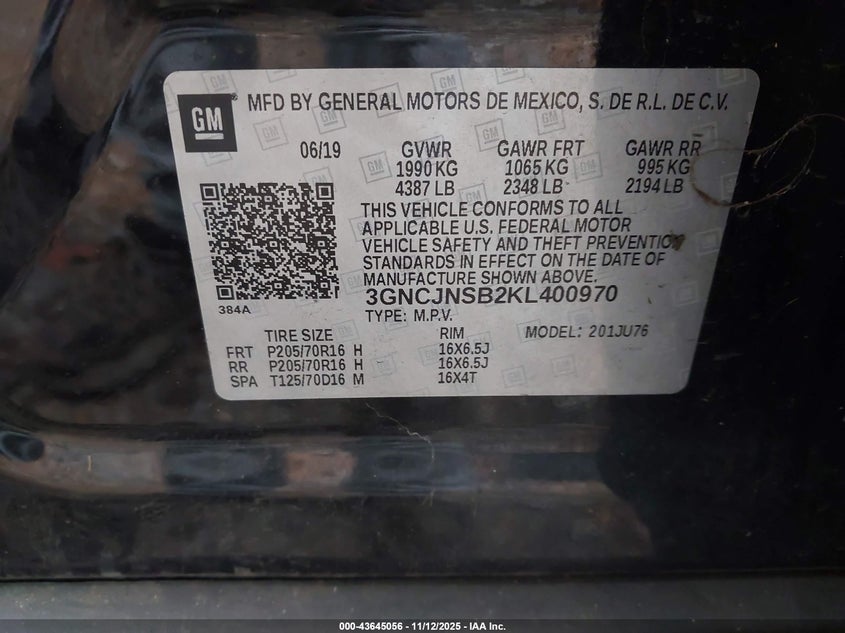 GM
MFD BY GENERAL MOTORS DE MEXICO, S. DE R.L. DE C.V.
06/19 GVWR GAWR FRT GAWR RR
1990 KG 1065 KG 995 KG
4387 LB 2348 LB 2194 LB
THIS VEHICLE CONFORMS TO ALL
APPLICABLE U.S. FEDERAL MOTOR
VEHICLE SAFETY AND THEFT PREVENTION
STANDARDS IN EFFECT ON THE DATE OF
MANUFACTURE SHOWN ABOVE.
3GNCJNSB2KL400970
384A
TYPE: M.P.V.
TIRE SIZE RIM MODEL: 201JU76
FRT P205/70R16 H 16X6.5J
RR P205/70R16 H 16X6.5J
SPA T125/70D16 M 16X4T
000-43645056 - 11/12/2025 - IAA Inc.